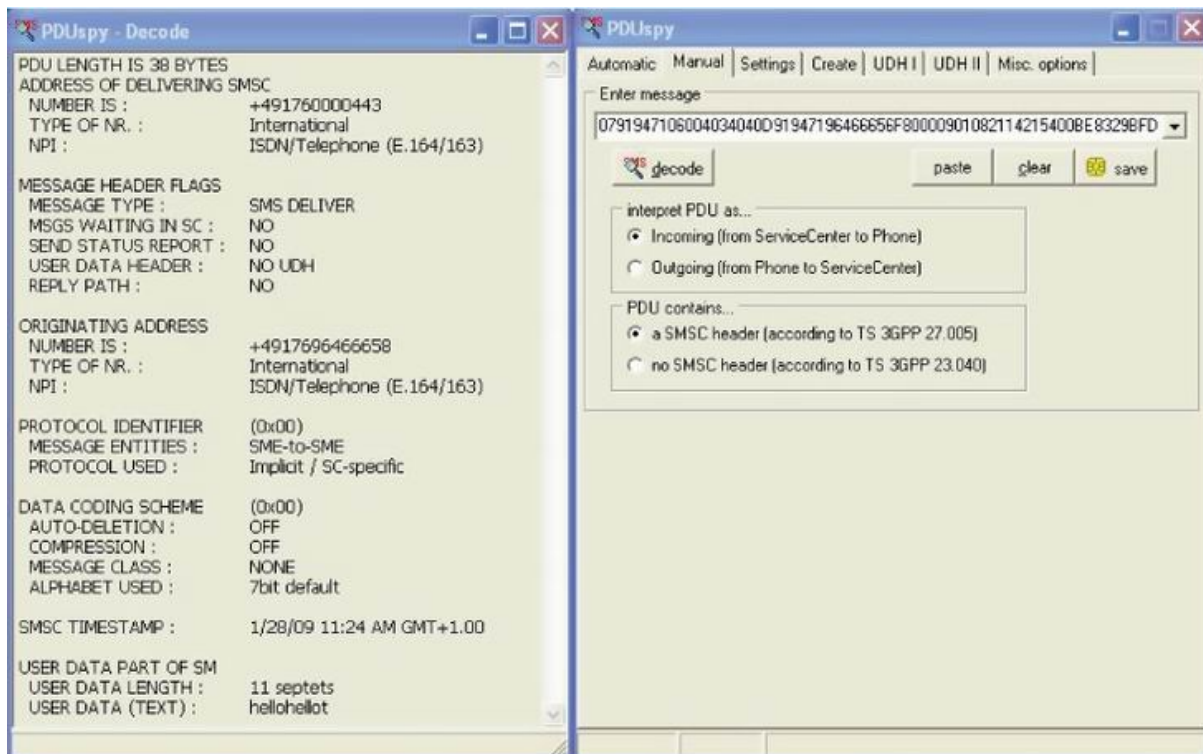 PDUspy - Decode
PDU LENGTH IS 38 BYTES
ADDRESS OF DELIVERING SMSC
NUMBER IS : +491760000443
TYPE OF NR. : International
NPI : ISDN/Telephone (E.164/163)
MESSAGE HEADER FLAGS
MESSAGE TYPE : SMS DELIVER
MSGS WAITING IN SC : NO
SEND STATUS REPORT : NO
USER DATA HEADER : NO UDH
REPLY PATH : NO
ORIGINATING ADDRESS
NUMBER IS : +4917696466658
TYPE OF NR. : International
NPI : ISDN/Telephone (E.164/163)
PROTOCOL IDENTIFIER (0x00)
MESSAGE ENTITIES : SME-to-SME
PROTOCOL USED : Implicit / SC-specific
DATA CODING SCHEME (0x00)
AUTO-DELETION : OFF
COMPRESSION : OFF
MESSAGE CLASS : NONE
ALPHABET USED : 7bit default
SMSC TIMESTAMP : 1/28/09 11:24 AM GMT+1.00
USER DATA PART OF SM
USER DATA LENGTH : 11 septets
USER DATA (TEXT) : hellohellot
PDUspy
Automatic Manual Settings Create UDH I UDH II Misc. options
Enter message
0791947106004034040D91947196466656F80000901082114215400BE8329BFD
decode paste clear save
interpret PDU as...
Incoming (from ServiceCenter to Phone)
Outgoing (from Phone to ServiceCenter)
PDU contains...
a SMSC header (according to TS 3GPP 27.005)
no SMSC header (according to TS 3GPP 23.040)